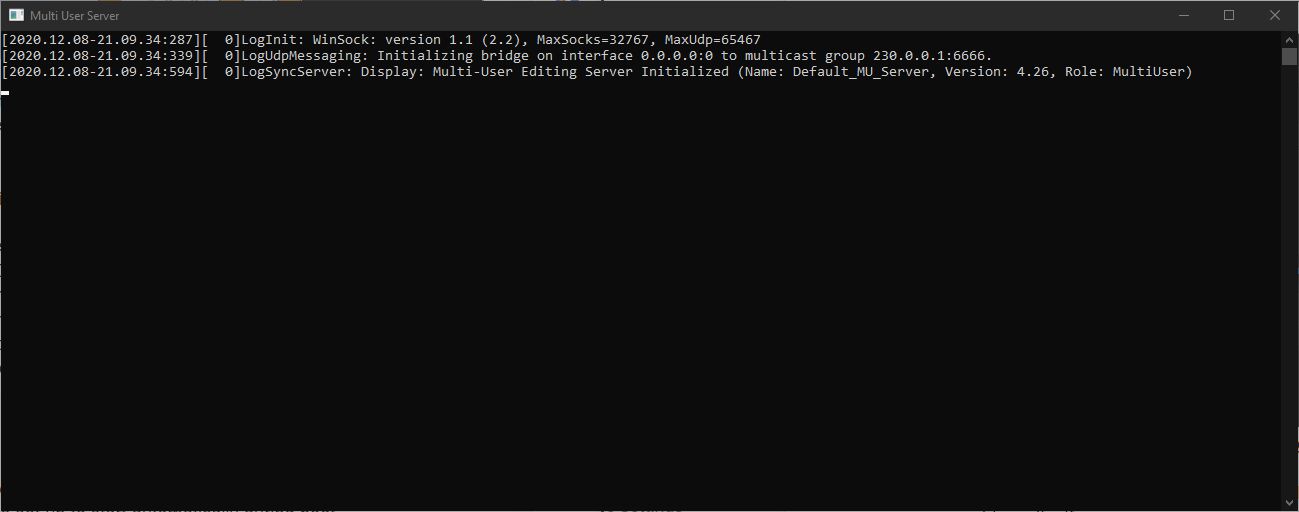 Multi User Server
[2020.12.08-21.09.34:287][  0]LogInit: WinSock: version 1.1 (2.2), MaxSocks=32767, MaxUdp=65467
[2020.12.08-21.09.34:339][  0]LogUdpMessaging: Initializing bridge on interface 0.0.0.0:0 to multicast group 230.0.0.1:6666.
[2020.12.08-21.09.34:594][  0]LogSyncServer: Display: Multi-User Editing Server Initialized (Name: Default_MU_Server, Version: 4.26, Role: MultiUser)